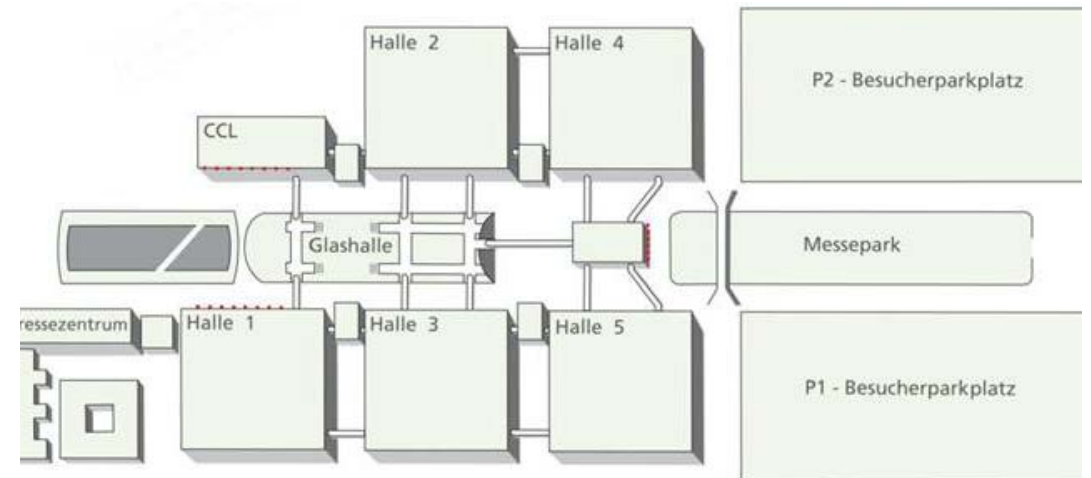 Halle 2
Halle 4
P2 - Besucherparkplatz
CCL
Glashalle
Messepark
ressezentrum
Halle 1
Halle 3
Halle 5
P1 - Besucherparkplatz